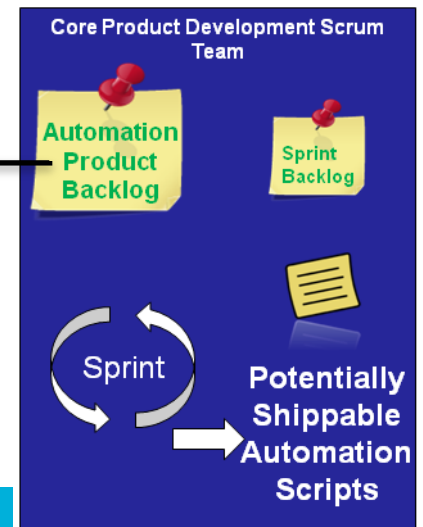 Core Product Development Scrum
Team
Automation
Product
Backlog
Sprint
Backlog
Sprint
Potentially
Shippable
Automation
Scripts